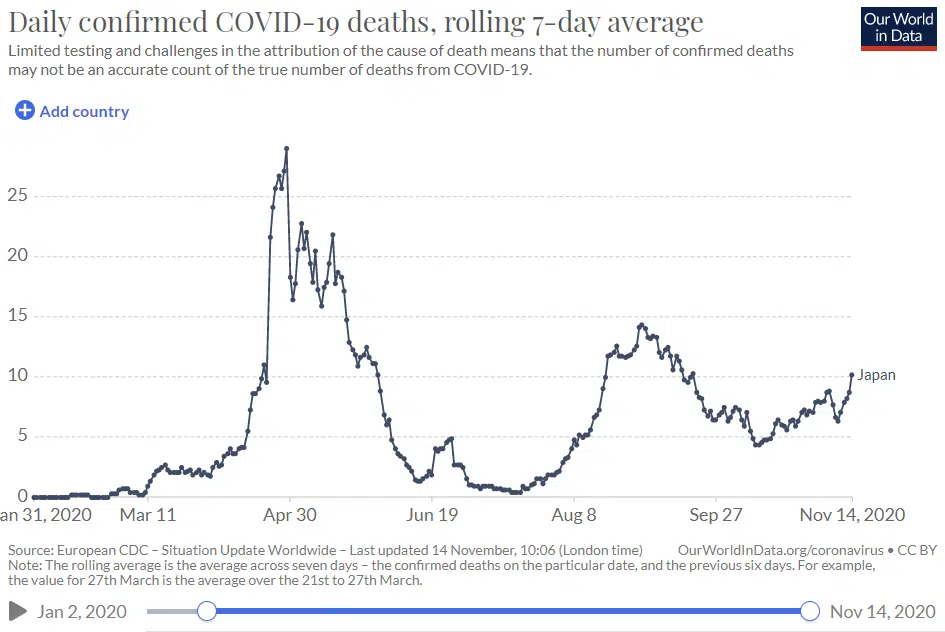 Daily confirmed COVID-19 deaths, rolling 7-day average
Our World
in Data
Limited testing and challenges in the attribution of the cause of death means that the number of confirmed deaths
may not be an accurate count of the true number of deaths from COVID-19.
Add country
25
20
15
10
Japan
5
0
an 31, 2020 Mar 11 Apr 30 Jun 19 Aug 8 Sep 27 Nov 14, 2020
Source: European CDC – Situation Update Worldwide – Last updated 14 November, 10:06 (London time) OurWorldInData.org/coronavirus • CC BY
Note: The rolling average is the average across seven days – the confirmed deaths on the particular date, and the previous six days. For example,
the value for 27th March is the average over the 21st to 27th March.
Jan 2, 2020 Nov 14, 2020